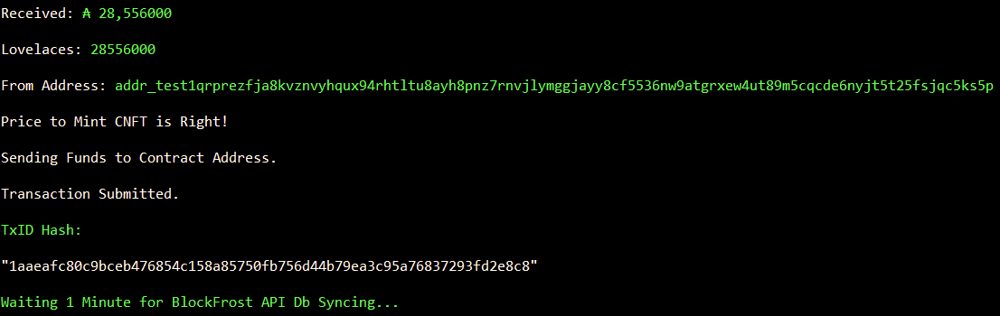 Received: ₳ 28,556000
Lovelaces: 28556000
From Address: addr_test1qrprezfja8kvznvyhqux94rhtltu8ayh8pnz7rnvjlymggjayy8cf5536nw9atgrxew4ut89m5cqcde6nyjt5t25fsjqc5ks5p
Price to Mint CNFT is Right!
Sending Funds to Contract Address.
Transaction Submitted.
TxID Hash:
"1aaeafc80c9bceb476854c158a85750fb756d44b79ea3c95a76837293fd2e8c8"
Waiting 1 Minute for BlockFrost API Db Syncing...